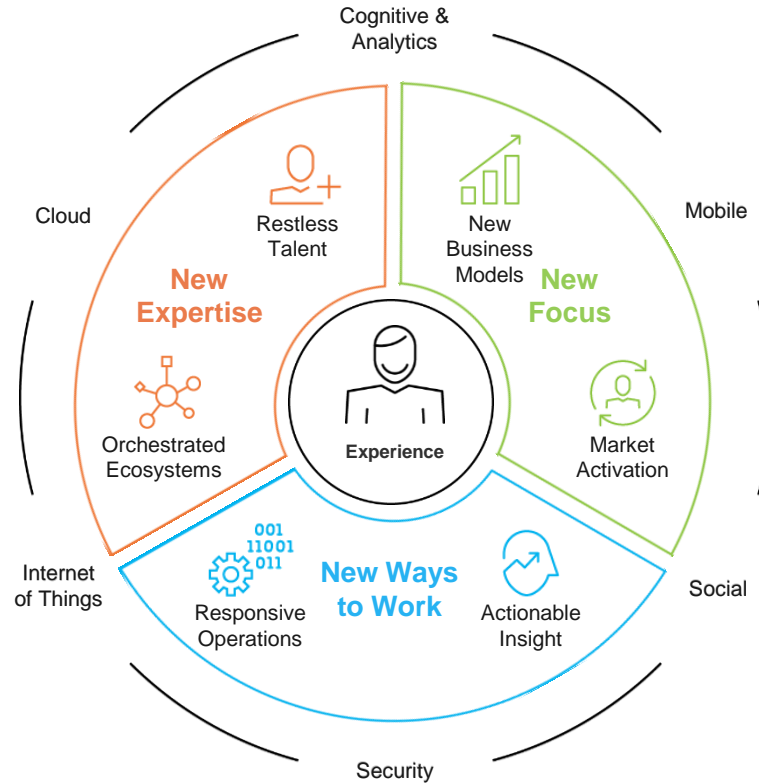 Cognitive &
Analytics
Cloud
Mobile
Restless
Talent
New
Business
Models
New
Expertise
New
Focus
Experience
Orchestrated
Ecosystems
Market
Activation
Internet
of Things
Social
001
11001
011
Responsive
Operations
New Ways
to Work
Actionable
Insight
Security